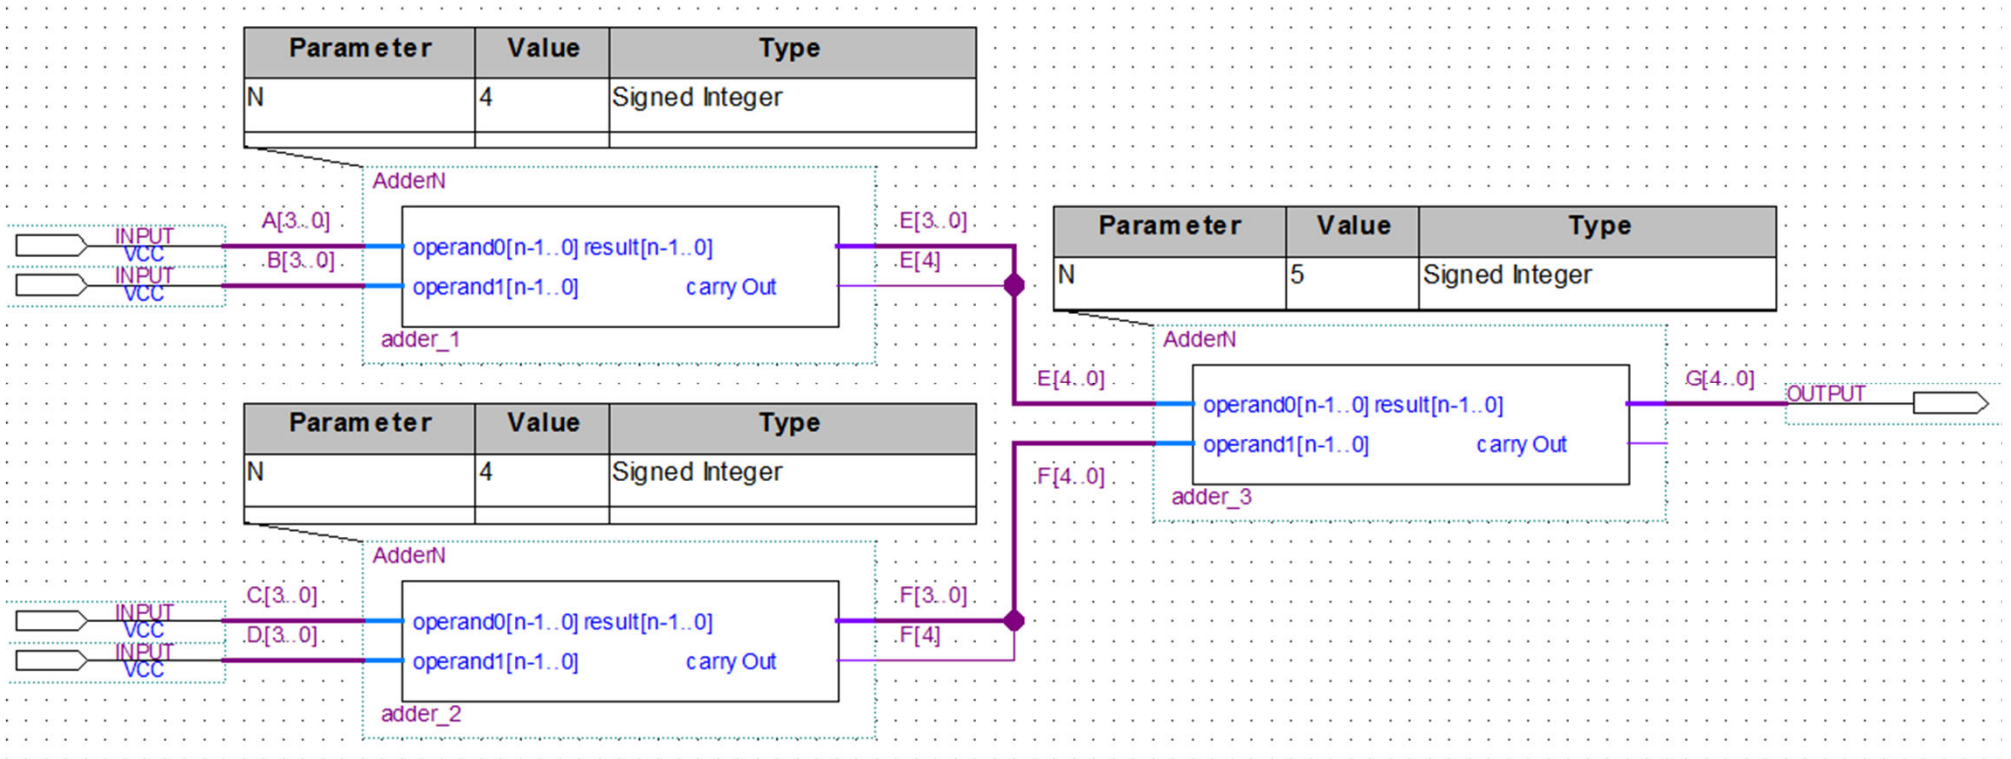 Parameter Value Type
N 4 Signed Integer
AdderN
A[3..0]
INPUT
VCC
B[3..0]
INPUT
VCC
operand0[n-1..0] result[n-1..0]
operand1[n-1..0] carry Out
adder_1
E[3..0]
E[4]
Parameter Value Type
N 4 Signed Integer
AdderN
C[3..0]
INPUT
VCC
D[3..0]
INPUT
VCC
operand0[n-1..0] result[n-1..0]
operand1[n-1..0] carry Out
adder_2
F[3..0]
F[4]
Parameter Value Type
N 5 Signed Integer
AdderN
E[4..0]
F[4..0]
operand0[n-1..0] result[n-1..0]
operand1[n-1..0] carry Out
adder_3
G[4..0]
OUTPUT